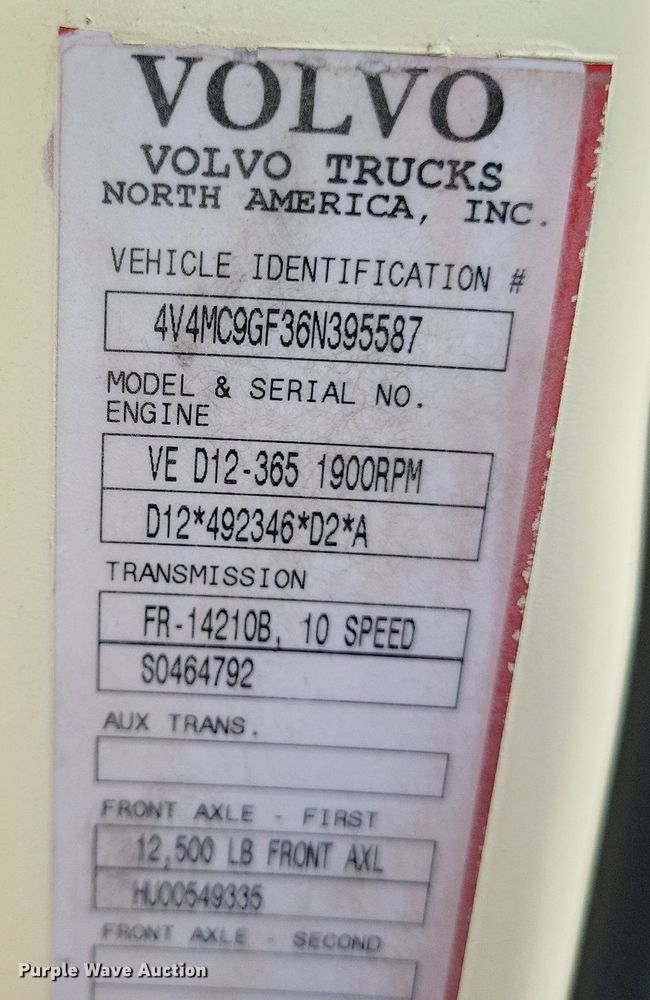 VOLVO
VOLVO TRUCKS
NORTH AMERICA, INC.
VEHICLE IDENTIFICATION #
4V4MC9GF36N395587
MODEL & SERIAL NO.
ENGINE
VE D12-365 1900RPM
D12*492346*D2*A
TRANSMISSION
FR-14210B, 10 SPEED
S0464792
AUX TRANS.
FRONT AXLE - FIRST
12,500 LB FRONT AXL
HU00549335
FRONT AXLE - SECOND
Purple Wave Auction